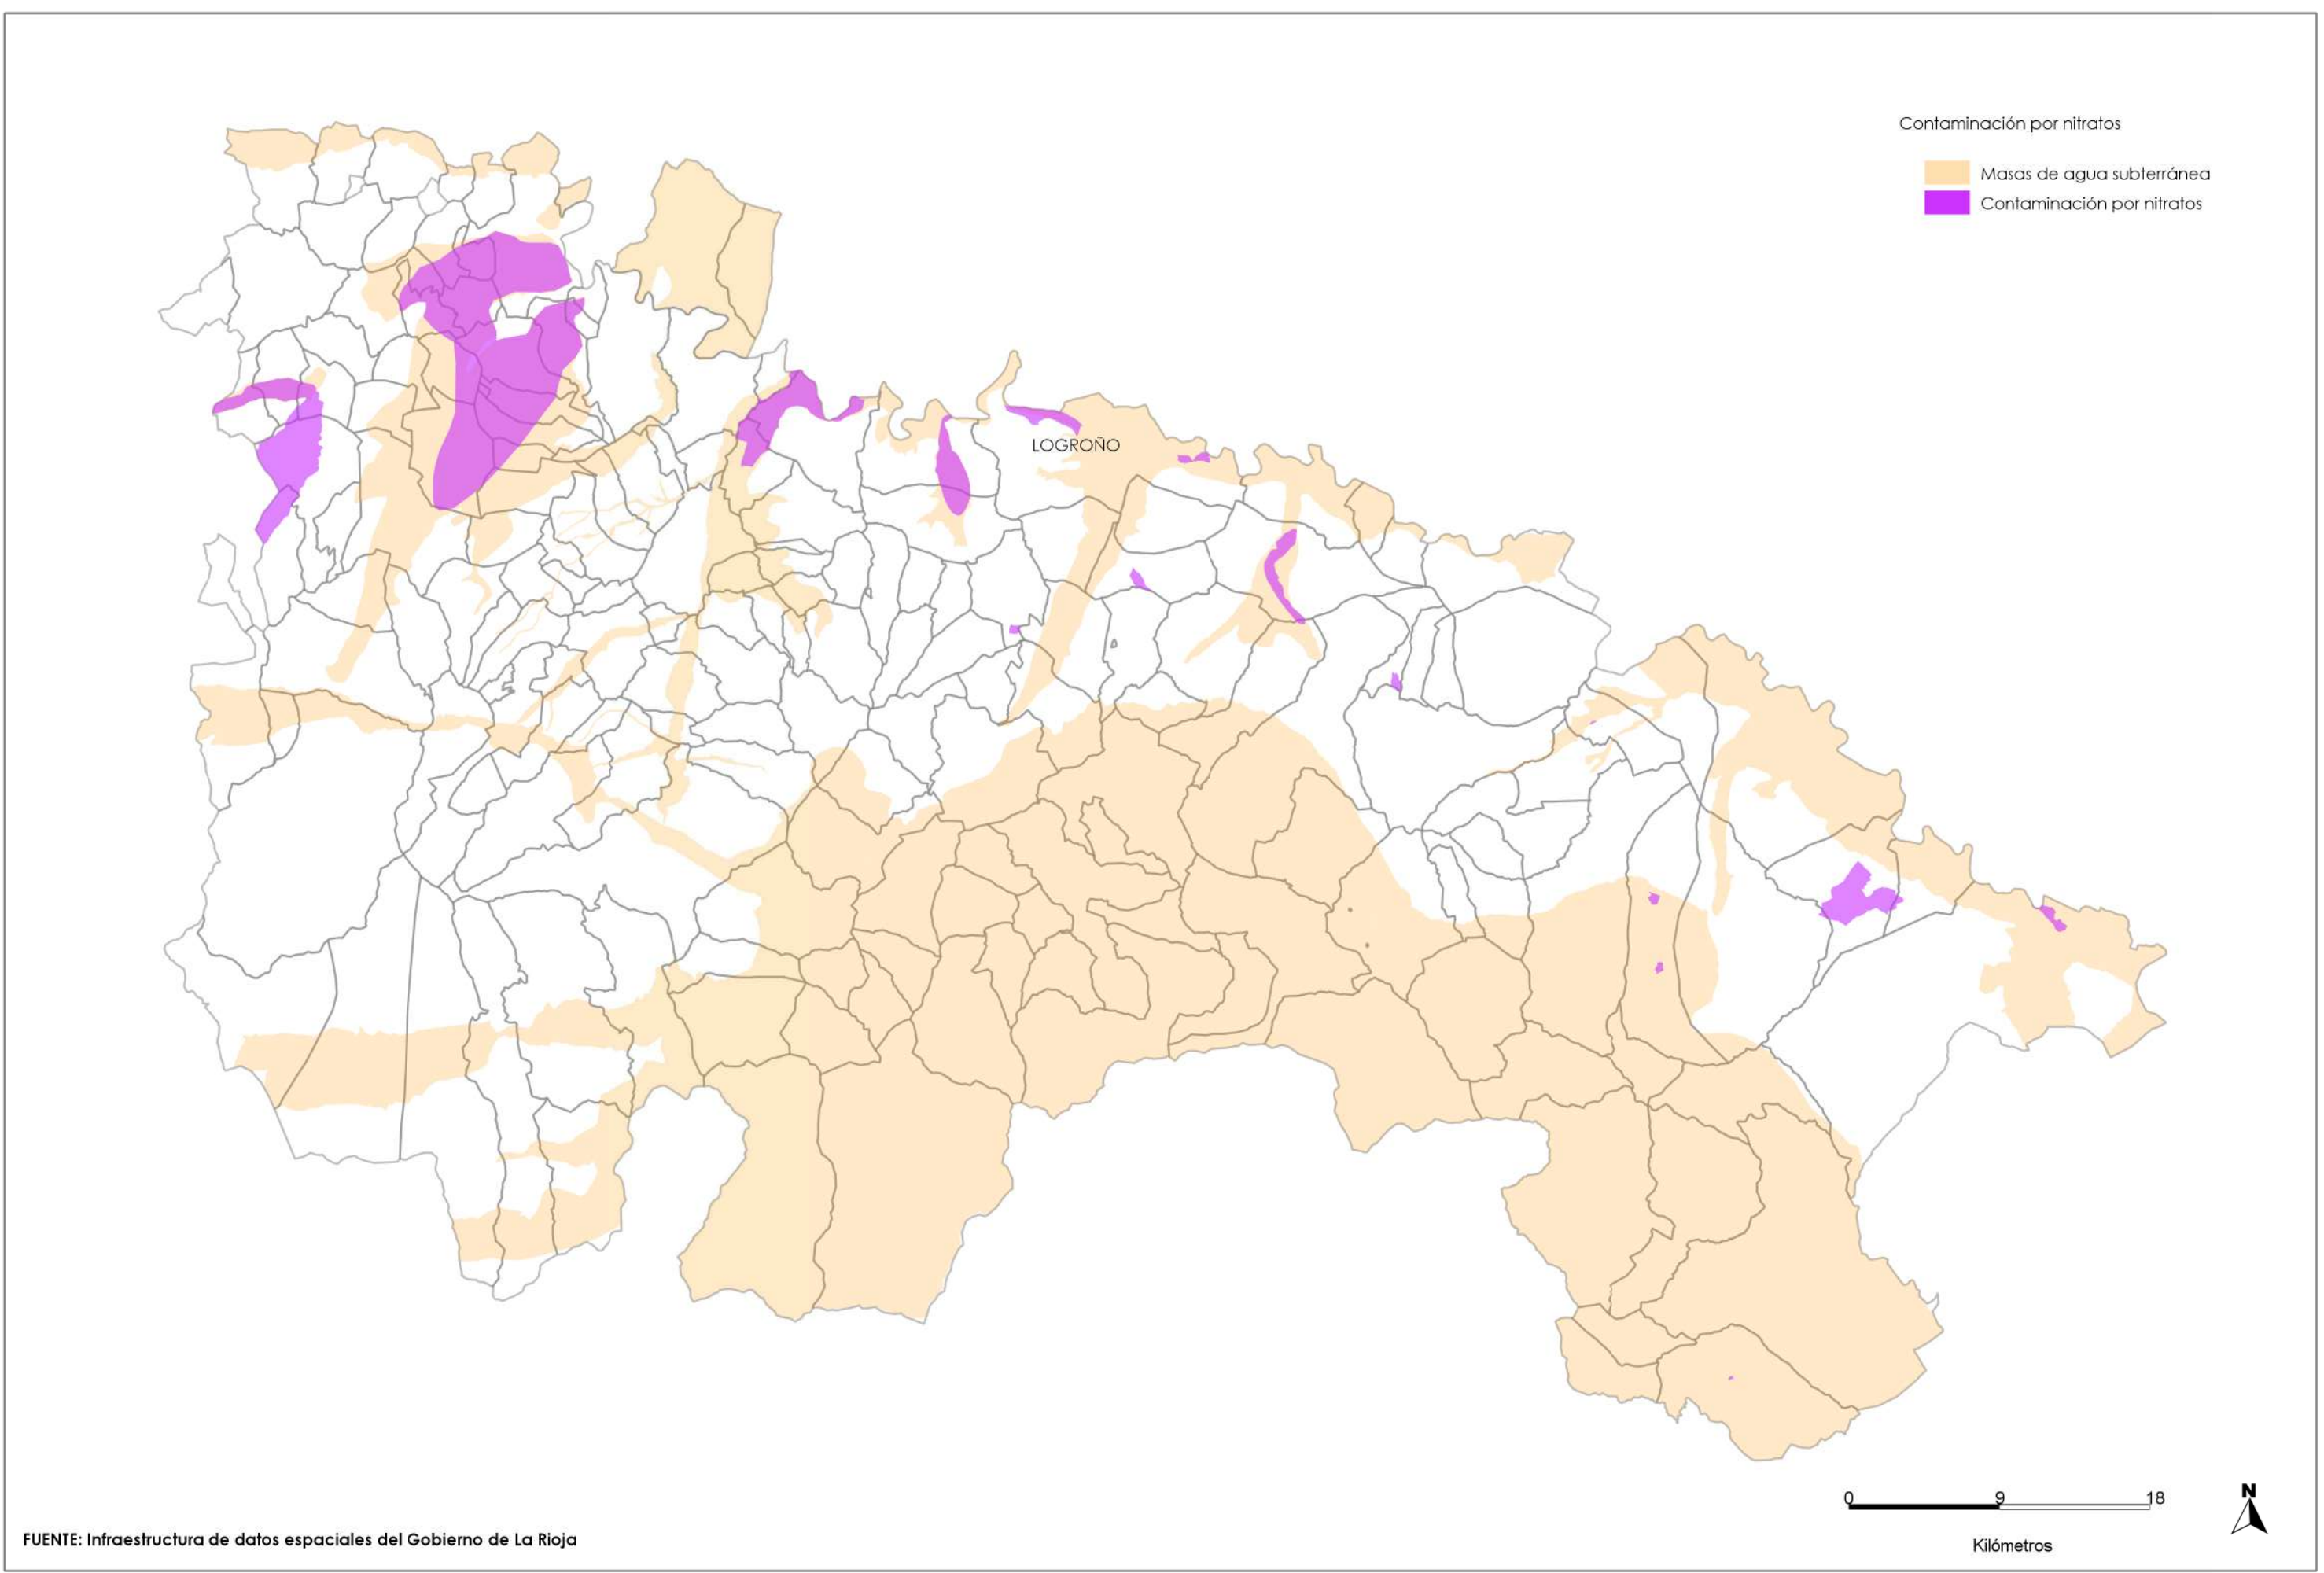 Contaminación por nitratos
Masas de agua subterránea
Contaminación por nitratos
LOGROÑO
0 9 18
Kilómetros
N
FUENTE: Infraestructura de datos espaciales del Gobierno de La Rioja